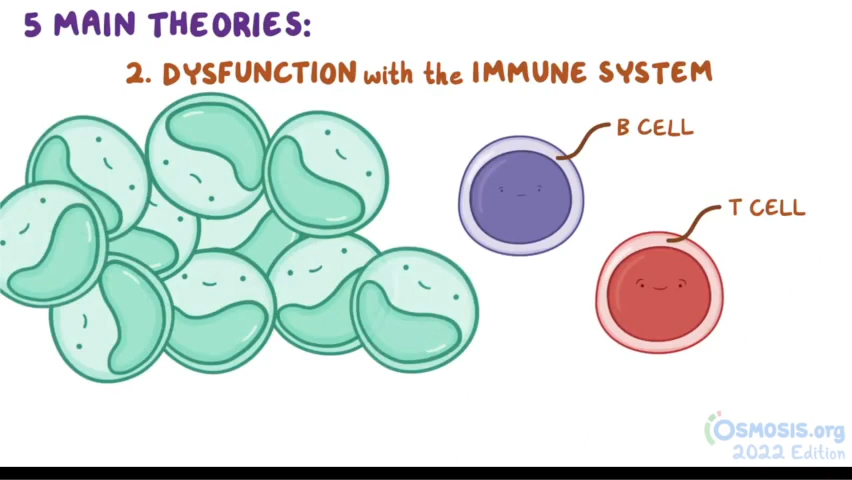 5 MAIN THEORIES:
2. DYSFUNCTION with the IMMUNE SYSTEM
B CELL
T CELL
OSMOSIS.org
2022 Edition